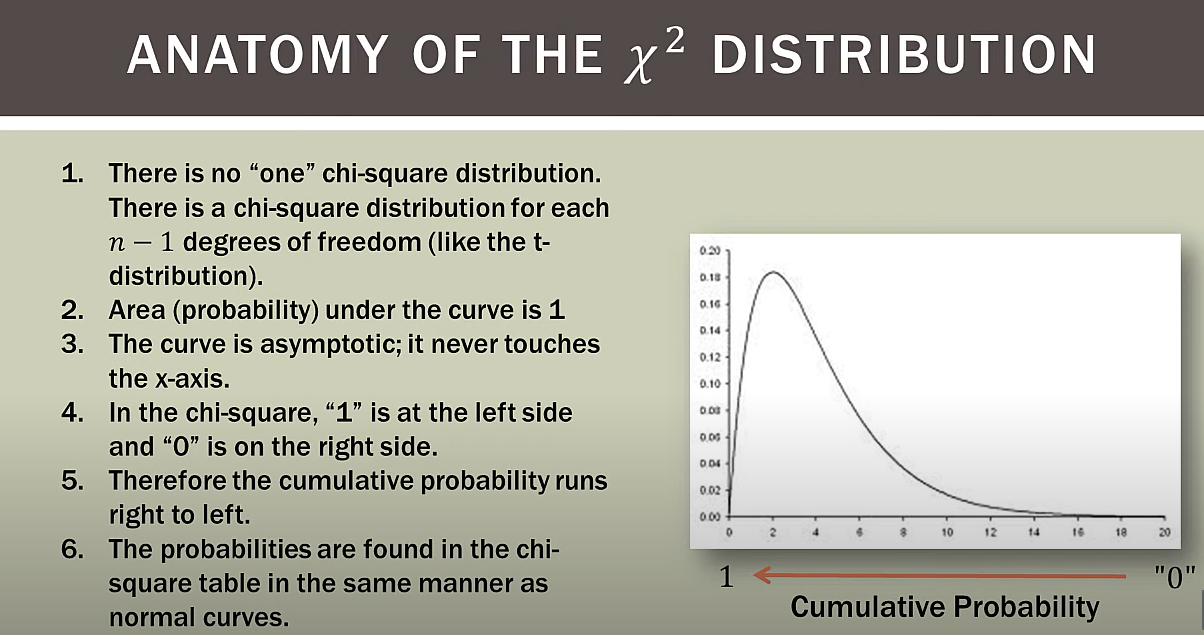 ANATOMY OF THE χ² DISTRIBUTION
1. There is no “one” chi-square distribution.
There is a chi-square distribution for each
n − 1 degrees of freedom (like the t-
distribution).
2. Area (probability) under the curve is 1
3. The curve is asymptotic; it never touches
the x-axis.
4. In the chi-square, “1” is at the left side
and “0” is on the right side.
5. Therefore the cumulative probability runs
right to left.
6. The probabilities are found in the chi-
square table in the same manner as
normal curves.
0.20
0.18
0.16
0.14
0.12
0.10
0.08
0.06
0.04
0.02
0.00
0 2 4 6 8 10 12 14 16 18 20
1 "0"
Cumulative Probability